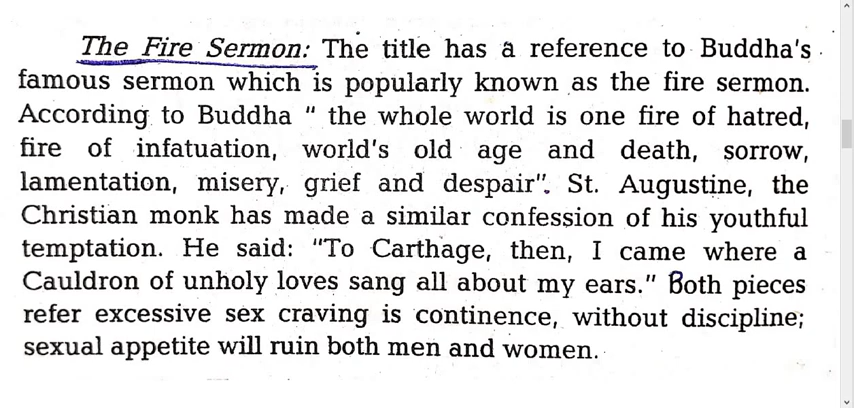 The Fire Sermon: The title has a reference to Buddha's
famous sermon which is popularly known as the fire sermon.
According to Buddha " the whole world is one fire of hatred,
fire of infatuation, world's old age and death, sorrow,
lamentation, misery, grief and despair". St. Augustine, the
Christian monk has made a similar confession of his youthful
temptation. He said: "To Carthage, then, I came where a
Cauldron of unholy loves sang all about my ears." Both pieces
refer excessive sex craving is continence, without discipline;
sexual appetite will ruin both men and women.